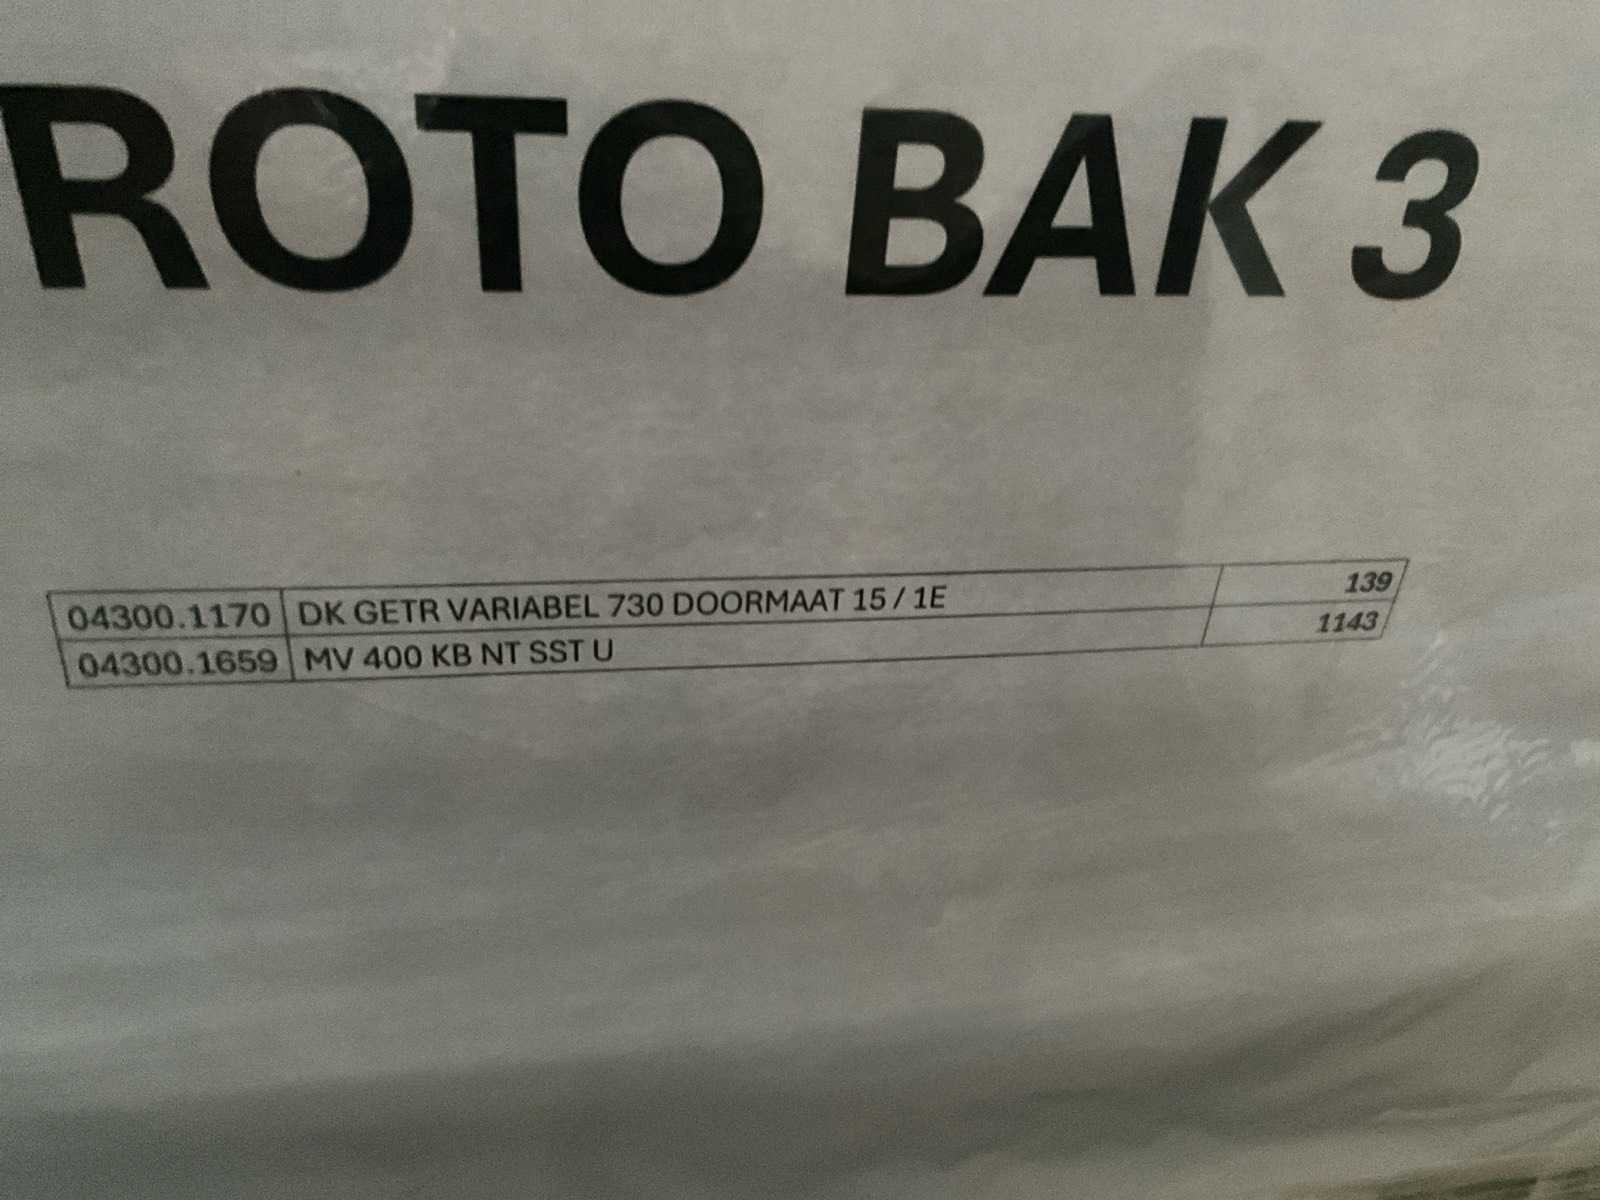 ROTO BAK 3
04300.1170 DK GETR VARIABEL 730 DOORMAAT 15 / 1E 139
04300.1659 MV 400 KB NT SST U 1143